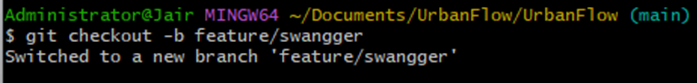 Administrator@Jair MINGW64 ~/Documents/UrbanFlow/UrbanFlow (main)
$ git checkout -b feature/swangger
Switched to a new branch 'feature/swangger'